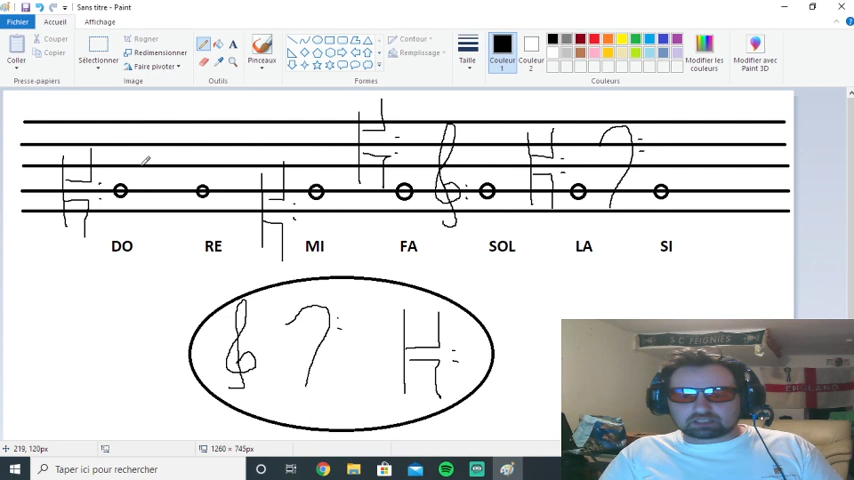 Sans titre - Paint
Fichier Accueil Affichage
Coller
Couper
Copier
Presse-papiers
Sélectionner
Rogner
Redimensionner
Faire pivoter
Image
Outils
Pinceaux
Formes
Contour
Remplissage
Taille
Couleur 1
Couleur 2
Couleurs
Modifier les couleurs
Modifier avec Paint 3D
DO RE MI FA SOL LA SI
S C FEIGNIES
ENGLAND
219, 120px
1260 × 745px
Taper ici pour rechercher